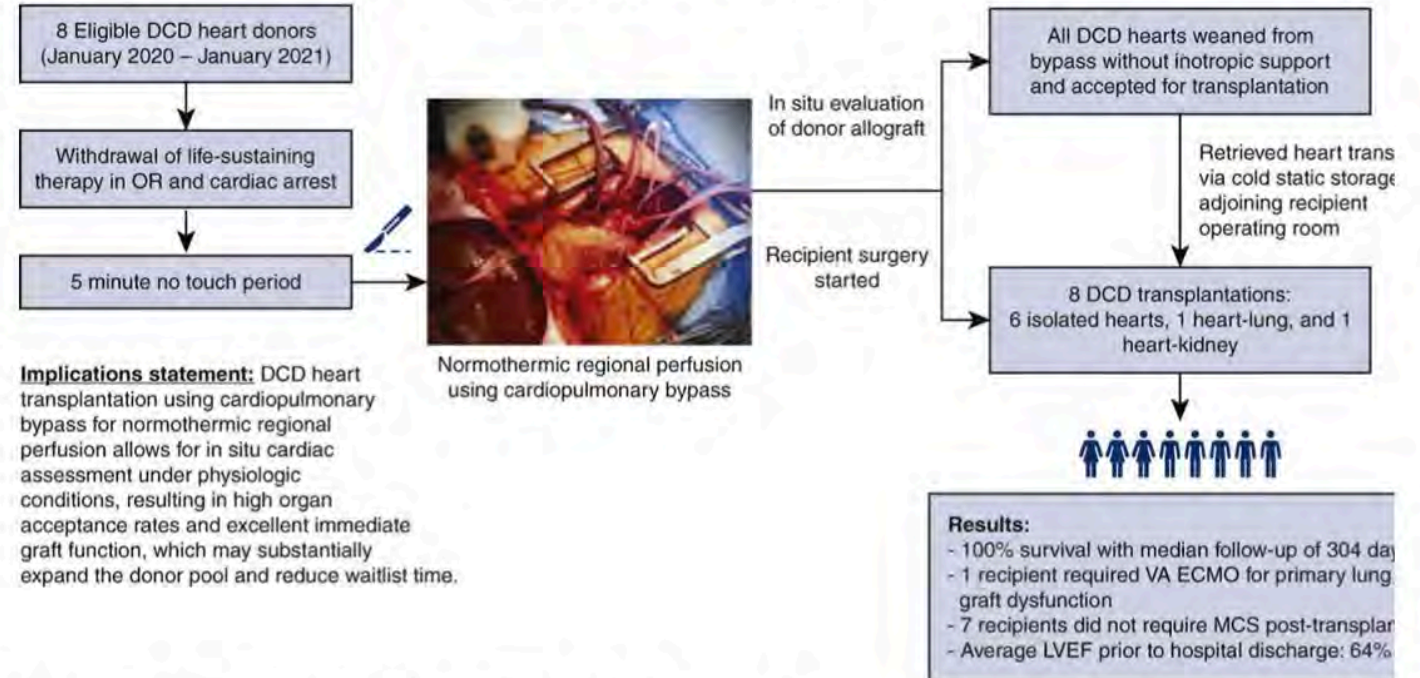 8 Eligible DCD heart donors
(January 2020 – January 2021)
Withdrawal of life-sustaining
therapy in OR and cardiac arrest
5 minute no touch period
Implications statement: DCD heart
transplantation using cardiopulmonary
bypass for normothermic regional
perfusion allows for in situ cardiac
assessment under physiologic
conditions, resulting in high organ
acceptance rates and excellent immediate
graft function, which may substantially
expand the donor pool and reduce waitlist time.
Normothermic regional perfusion
using cardiopulmonary bypass
In situ evaluation
of donor allograft
Recipient surgery
started
All DCD hearts weaned from
bypass without inotropic support
and accepted for transplantation
Retrieved heart trans
via cold static storage
adjoining recipient
operating room
8 DCD transplantations:
6 isolated hearts, 1 heart-lung, and 1
heart-kidney
Results:
- 100% survival with median follow-up of 304 day
- 1 recipient required VA ECMO for primary lung
graft dysfunction
- 7 recipients did not require MCS post-transplan
- Average LVEF prior to hospital discharge: 64%